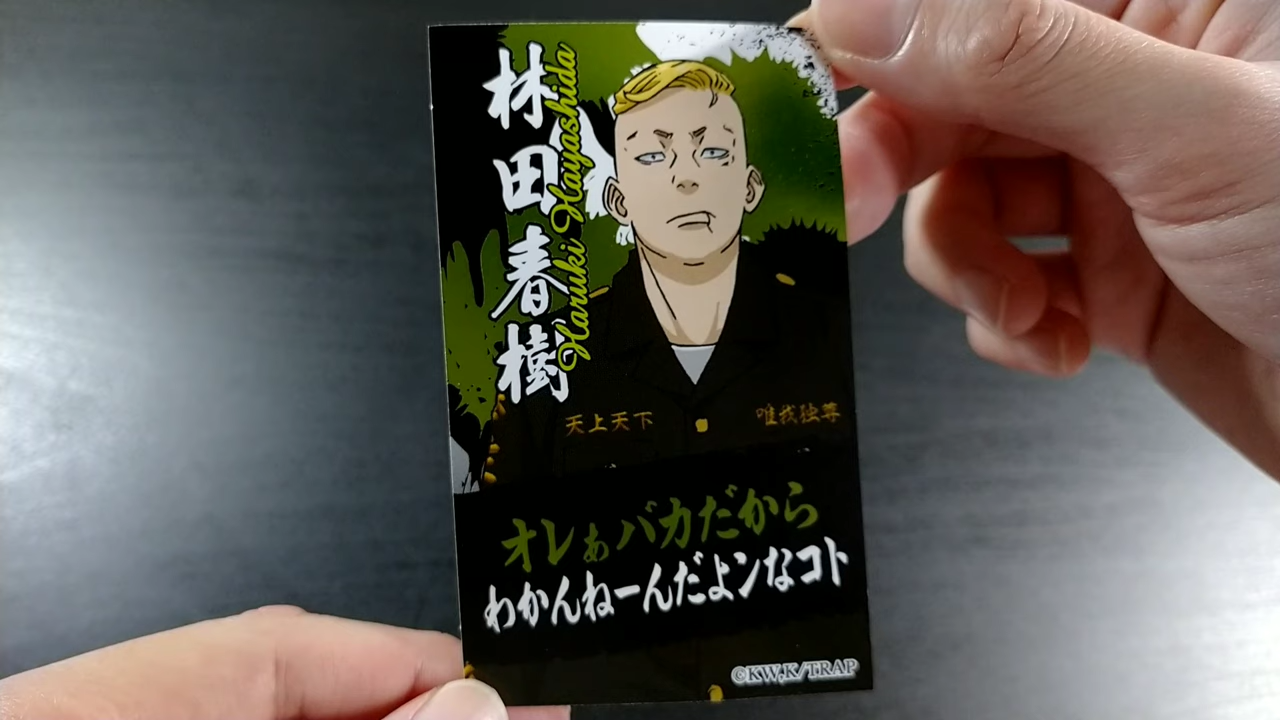 林田春樹
Haruki Hayashida
天上天下
唯我独尊
オレぁバカだから
わかんねーんだよンなコト
©KW,K/TRAP